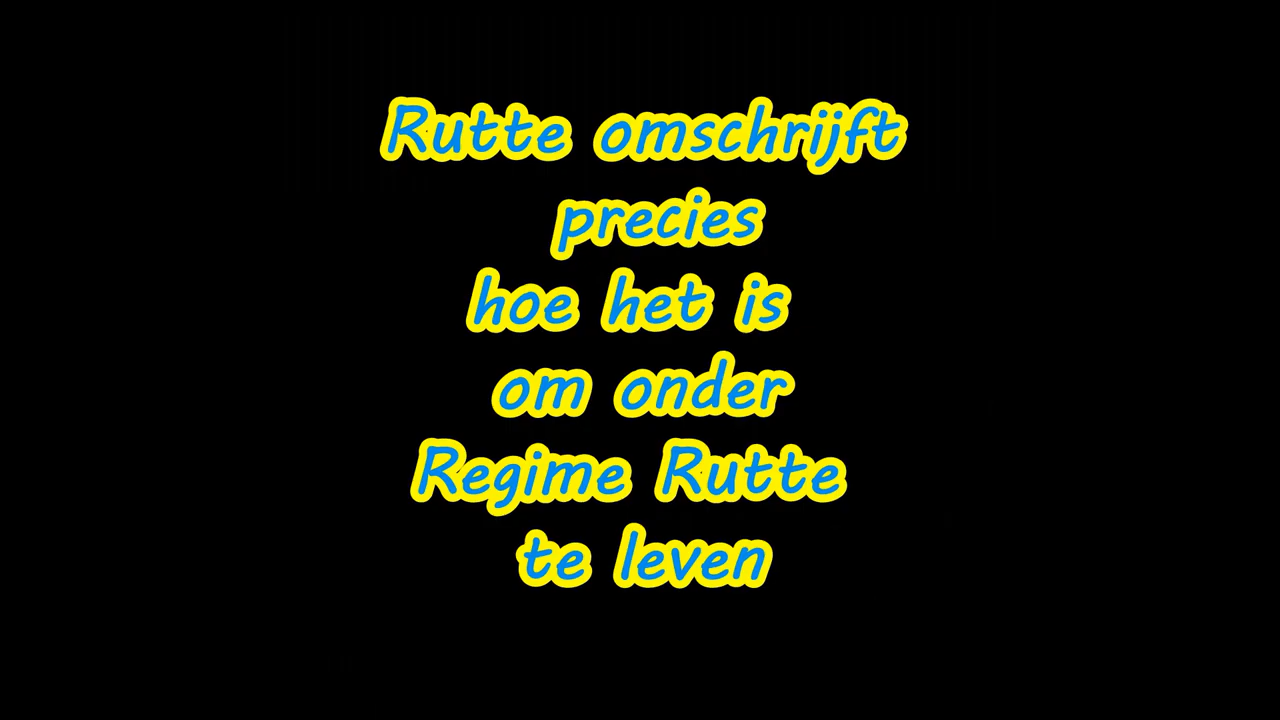 Rutte omschrijft
precies
hoe het is
om onder
Regime Rutte
te leven